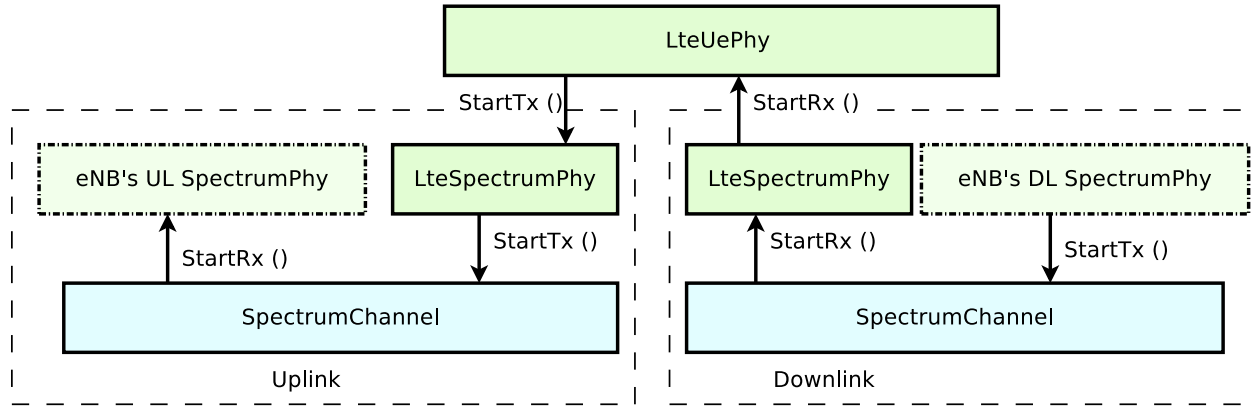 LteUePhy
StartTx ()
StartRx ()
eNB's UL SpectrumPhy
LteSpectrumPhy
LteSpectrumPhy
eNB's DL SpectrumPhy
StartRx ()
StartTx ()
StartRx ()
StartTx ()
SpectrumChannel
SpectrumChannel
Uplink
Downlink